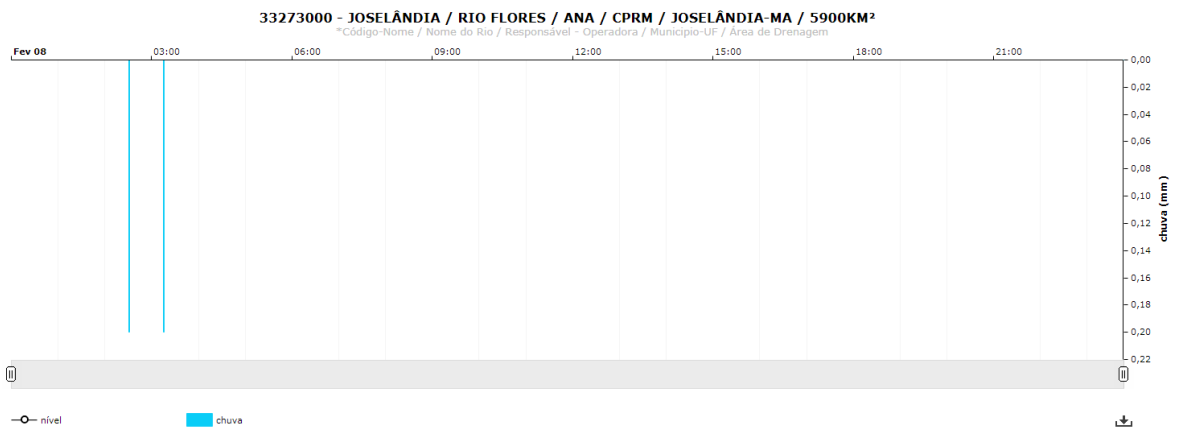 33273000 - JOSELÂNDIA / RIO FLORES / ANA / CPRM / JOSELÂNDIA-MA / 5900KM²
*Código-Nome / Nome do Rio / Responsável - Operadora / Municipio-UF / Área de Drenagem
Fev 08 03:00 06:00 09:00 12:00 15:00 18:00 21:00
0,00
0,02
0,04
0,06
0,08
0,10
0,12
0,14
0,16
0,18
0,20
0,22
chuva (mm)
nível chuva